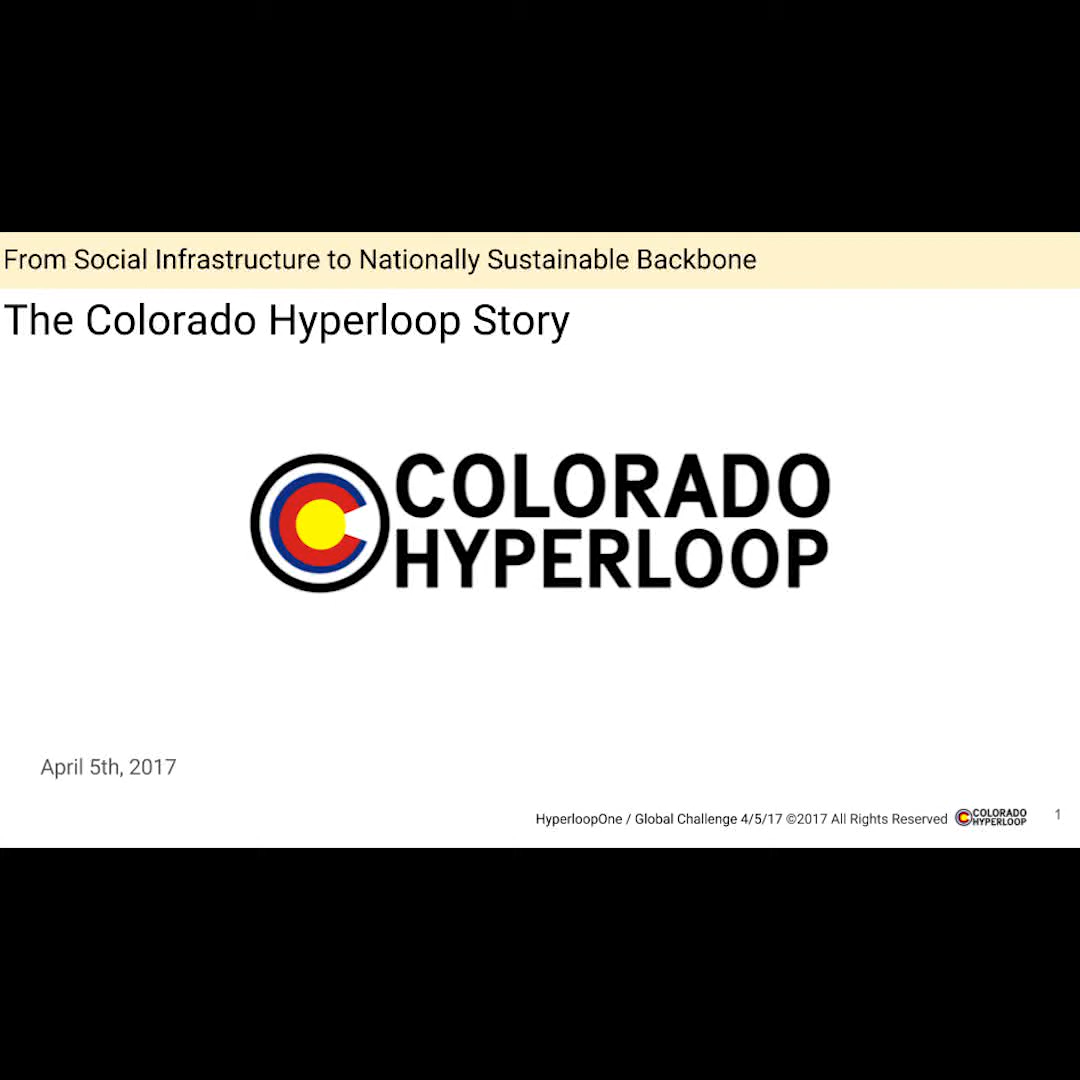 From Social Infrastructure to Nationally Sustainable Backbone
The Colorado Hyperloop Story
COLORADO
HYPERLOOP
April 5th, 2017
HyperloopOne / Global Challenge 4/5/17 ©2017 All Rights Reserved
COLORADO
HYPERLOOP
1